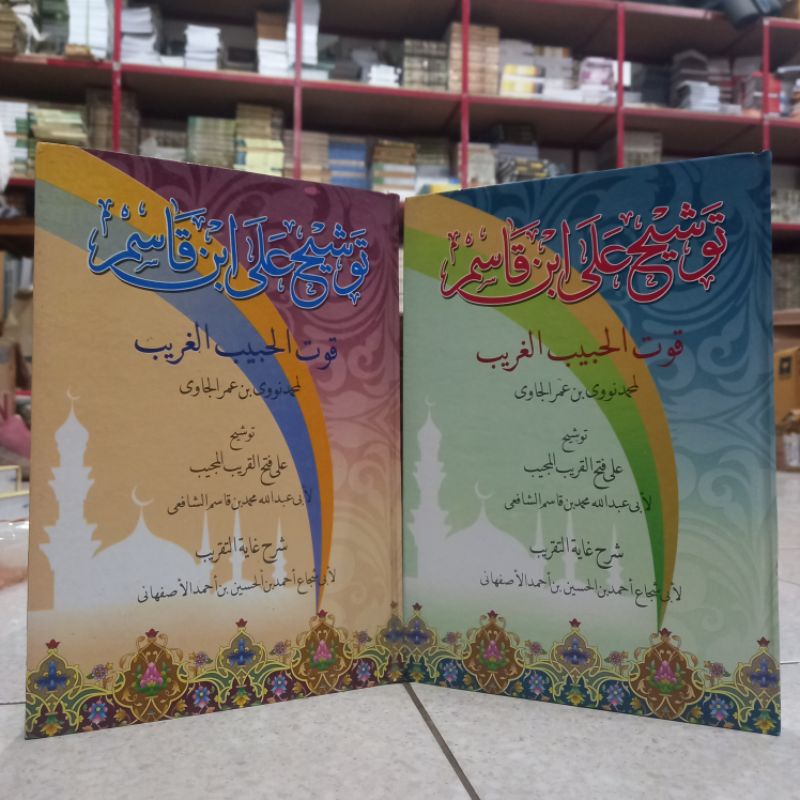 توشيح على ابن قاسم
قوت الحبيب الغريب
لمحمد نووى بن عمر الجاوى
توشيح
على فتح القريب المجيب
لأبى عبد الله محمد بن قاسم الشافعى
شرح غاية التقريب
لأبى شجاع أحمد بن الحسين بن أحمد الأصفهانى
تَوشيح عَلَى ابن قَاسِم
قوت الحبيب الغريب
لمحمد نووى بن عمر الجاوى
توشيح
على فتح القريب المجيب
لأبى عبد الله محمد بن قاسم الشافعى
شرح غاية التقريب
لأبى شجاع أحمد بن الحسين بن أحمد الأصفهانى